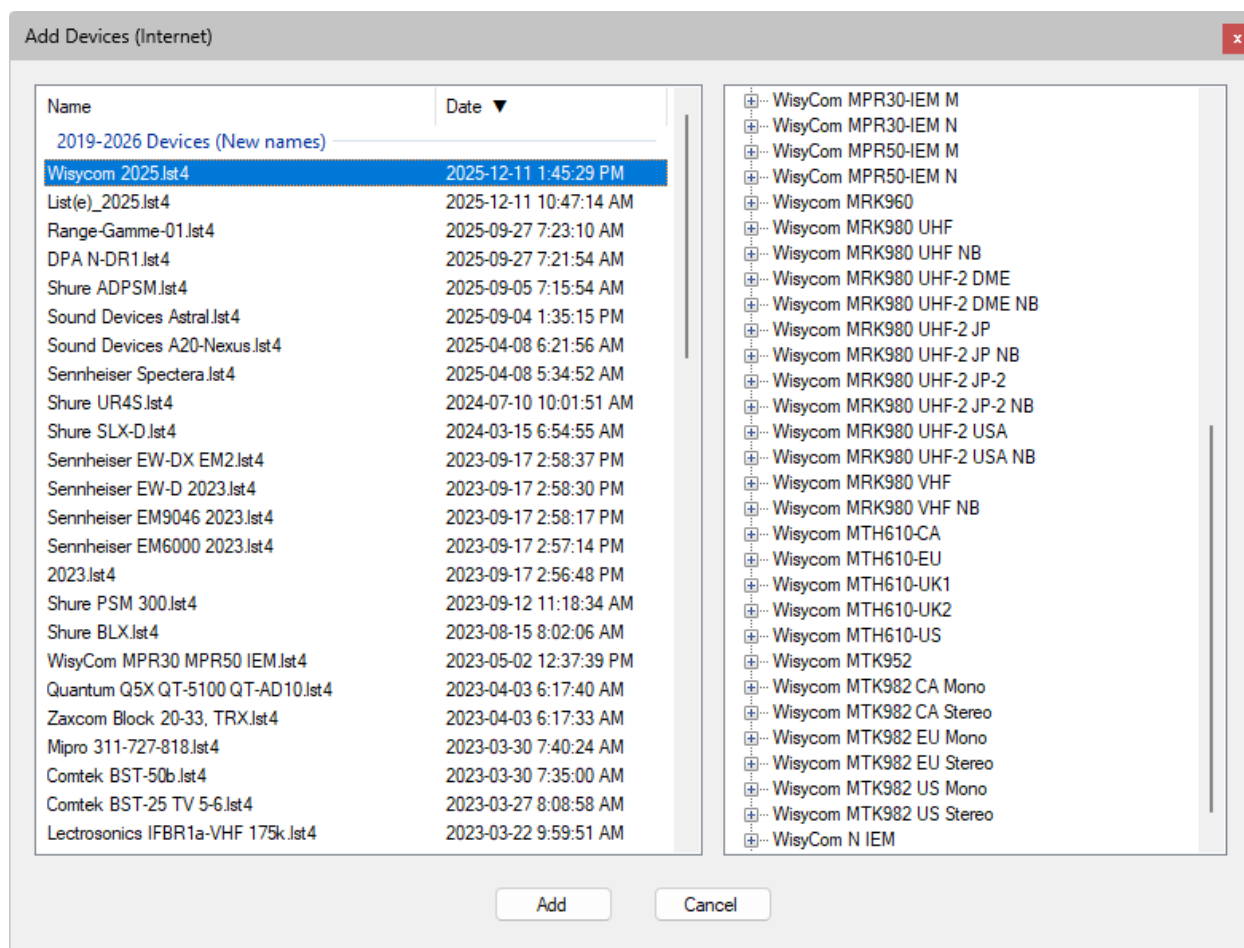 Add Devices (Internet)
x
Name Date ▼
2019-2026 Devices (New names)
Wisycom 2025.lst4 2025-12-11 1:45:29 PM
List(e)_2025.lst4 2025-12-11 10:47:14 AM
Range-Gamme-01.lst4 2025-09-27 7:23:10 AM
DPA N-DR1.lst4 2025-09-27 7:21:54 AM
Shure ADPSM.lst4 2025-09-05 7:15:54 AM
Sound Devices Astral.lst4 2025-09-04 1:35:15 PM
Sound Devices A20-Nexus.lst4 2025-04-08 6:21:56 AM
Sennheiser Spectera.lst4 2025-04-08 5:34:52 AM
Shure UR4S.lst4 2024-07-10 10:01:51 AM
Shure SLX-D.lst4 2024-03-15 6:54:55 AM
Sennheiser EW-DX EM2.lst4 2023-09-17 2:58:37 PM
Sennheiser EW-D 2023.lst4 2023-09-17 2:58:30 PM
Sennheiser EM9046 2023.lst4 2023-09-17 2:58:17 PM
Sennheiser EM6000 2023.lst4 2023-09-17 2:57:14 PM
2023.lst4 2023-09-17 2:56:48 PM
Shure PSM 300.lst4 2023-09-12 11:18:34 AM
Shure BLX.lst4 2023-08-15 8:02:06 AM
WisyCom MPR30 MPR50 IEM.lst4 2023-05-02 12:37:39 PM
Quantum Q5X QT-5100 QT-AD10.lst4 2023-04-03 6:17:40 AM
Zaxcom Block 20-33, TRX.lst4 2023-04-03 6:17:33 AM
Mipro 311-727-818.lst4 2023-03-30 7:40:24 AM
Comtek BST-50b.lst4 2023-03-30 7:35:00 AM
Comtek BST-25 TV 5-6.lst4 2023-03-27 8:08:58 AM
Lectrosonics IFBR1a-VHF 175k.lst4 2023-03-22 9:59:51 AM
WisyCom MPR30-IEM M
WisyCom MPR30-IEM N
WisyCom MPR50-IEM M
WisyCom MPR50-IEM N
Wisycom MRK960
Wisycom MRK980 UHF
Wisycom MRK980 UHF NB
Wisycom MRK980 UHF-2 DME
Wisycom MRK980 UHF-2 DME NB
Wisycom MRK980 UHF-2 JP
Wisycom MRK980 UHF-2 JP NB
Wisycom MRK980 UHF-2 JP-2
Wisycom MRK980 UHF-2 JP-2 NB
Wisycom MRK980 UHF-2 USA
Wisycom MRK980 UHF-2 USA NB
Wisycom MRK980 VHF
Wisycom MRK980 VHF NB
Wisycom MTH610-CA
Wisycom MTH610-EU
Wisycom MTH610-UK1
Wisycom MTH610-UK2
Wisycom MTH610-US
Wisycom MTK952
Wisycom MTK982 CA Mono
Wisycom MTK982 CA Stereo
Wisycom MTK982 EU Mono
Wisycom MTK982 EU Stereo
Wisycom MTK982 US Mono
Wisycom MTK982 US Stereo
WisyCom N IEM
Add Cancel